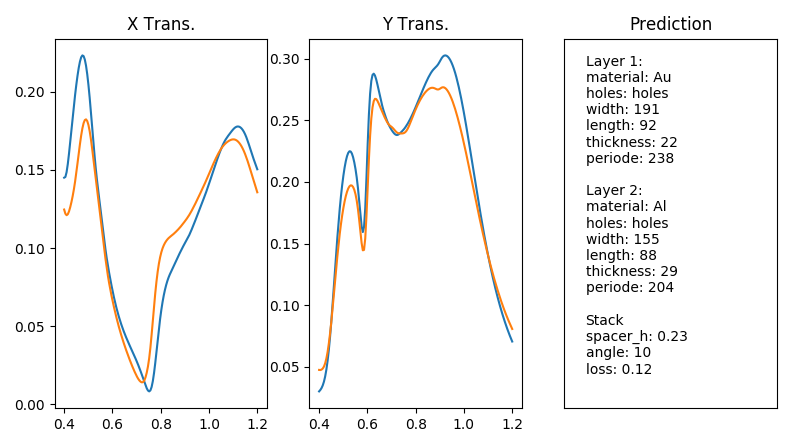 X Trans.
0.20
0.15
0.10
0.05
0.00
0.4 0.6 0.8 1.0 1.2
Y Trans.
0.30
0.25
0.20
0.15
0.10
0.05
0.4 0.6 0.8 1.0 1.2
Prediction
Layer 1:
material: Au
holes: holes
width: 191
length: 92
thickness: 22
periode: 238
Layer 2:
material: Al
holes: holes
width: 155
length: 88
thickness: 29
periode: 204
Stack
spacer_h: 0.23
angle: 10
loss: 0.12